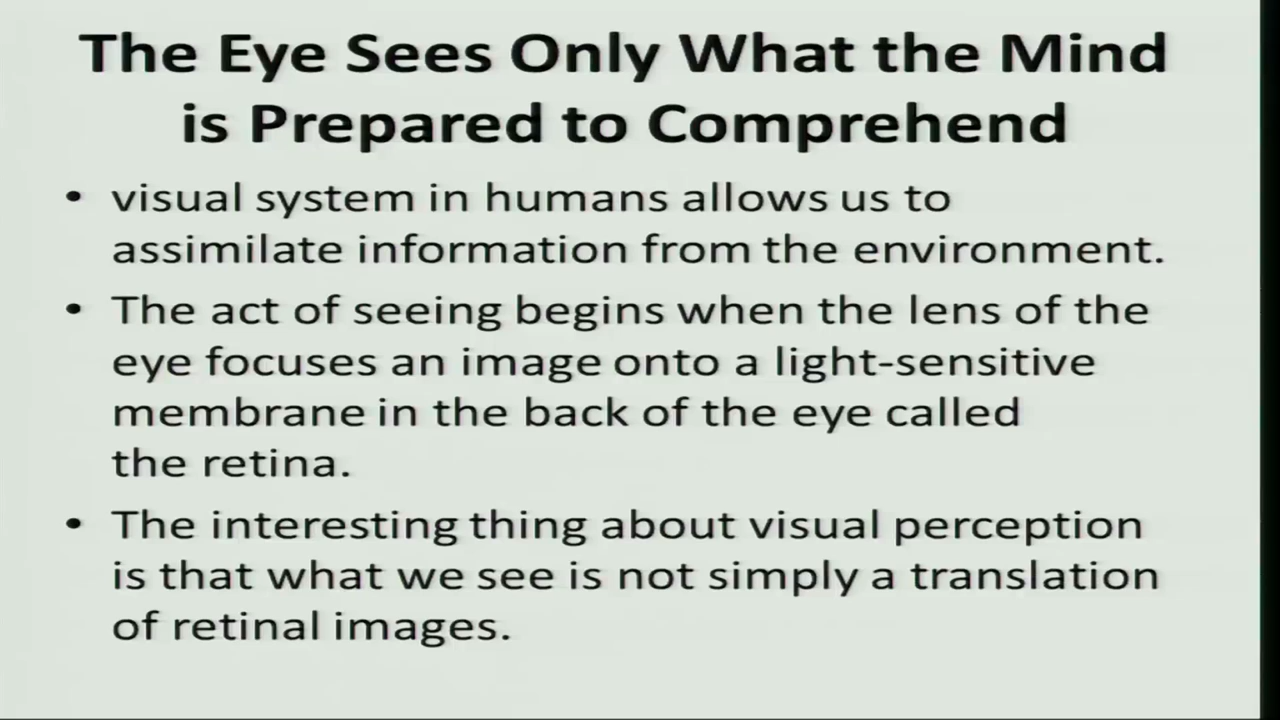 The Eye Sees Only What the Mind
is Prepared to Comprehend
• visual system in humans allows us to
assimilate information from the environment.
• The act of seeing begins when the lens of the
eye focuses an image onto a light-sensitive
membrane in the back of the eye called
the retina.
• The interesting thing about visual perception
is that what we see is not simply a translation
of retinal images.